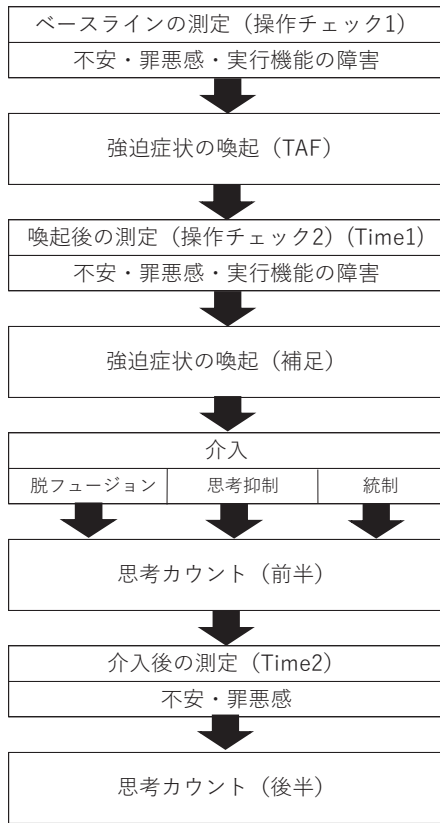 ベースラインの測定（操作チェック1）
不安・罪悪感・実行機能の障害
強迫症状の喚起（TAF）
喚起後の測定（操作チェック2）(Time1)
不安・罪悪感・実行機能の障害
強迫症状の喚起（補足）
介入
脱フュージョン 思考抑制 統制
思考カウント（前半）
介入後の測定（Time2）
不安・罪悪感
思考カウント（後半）